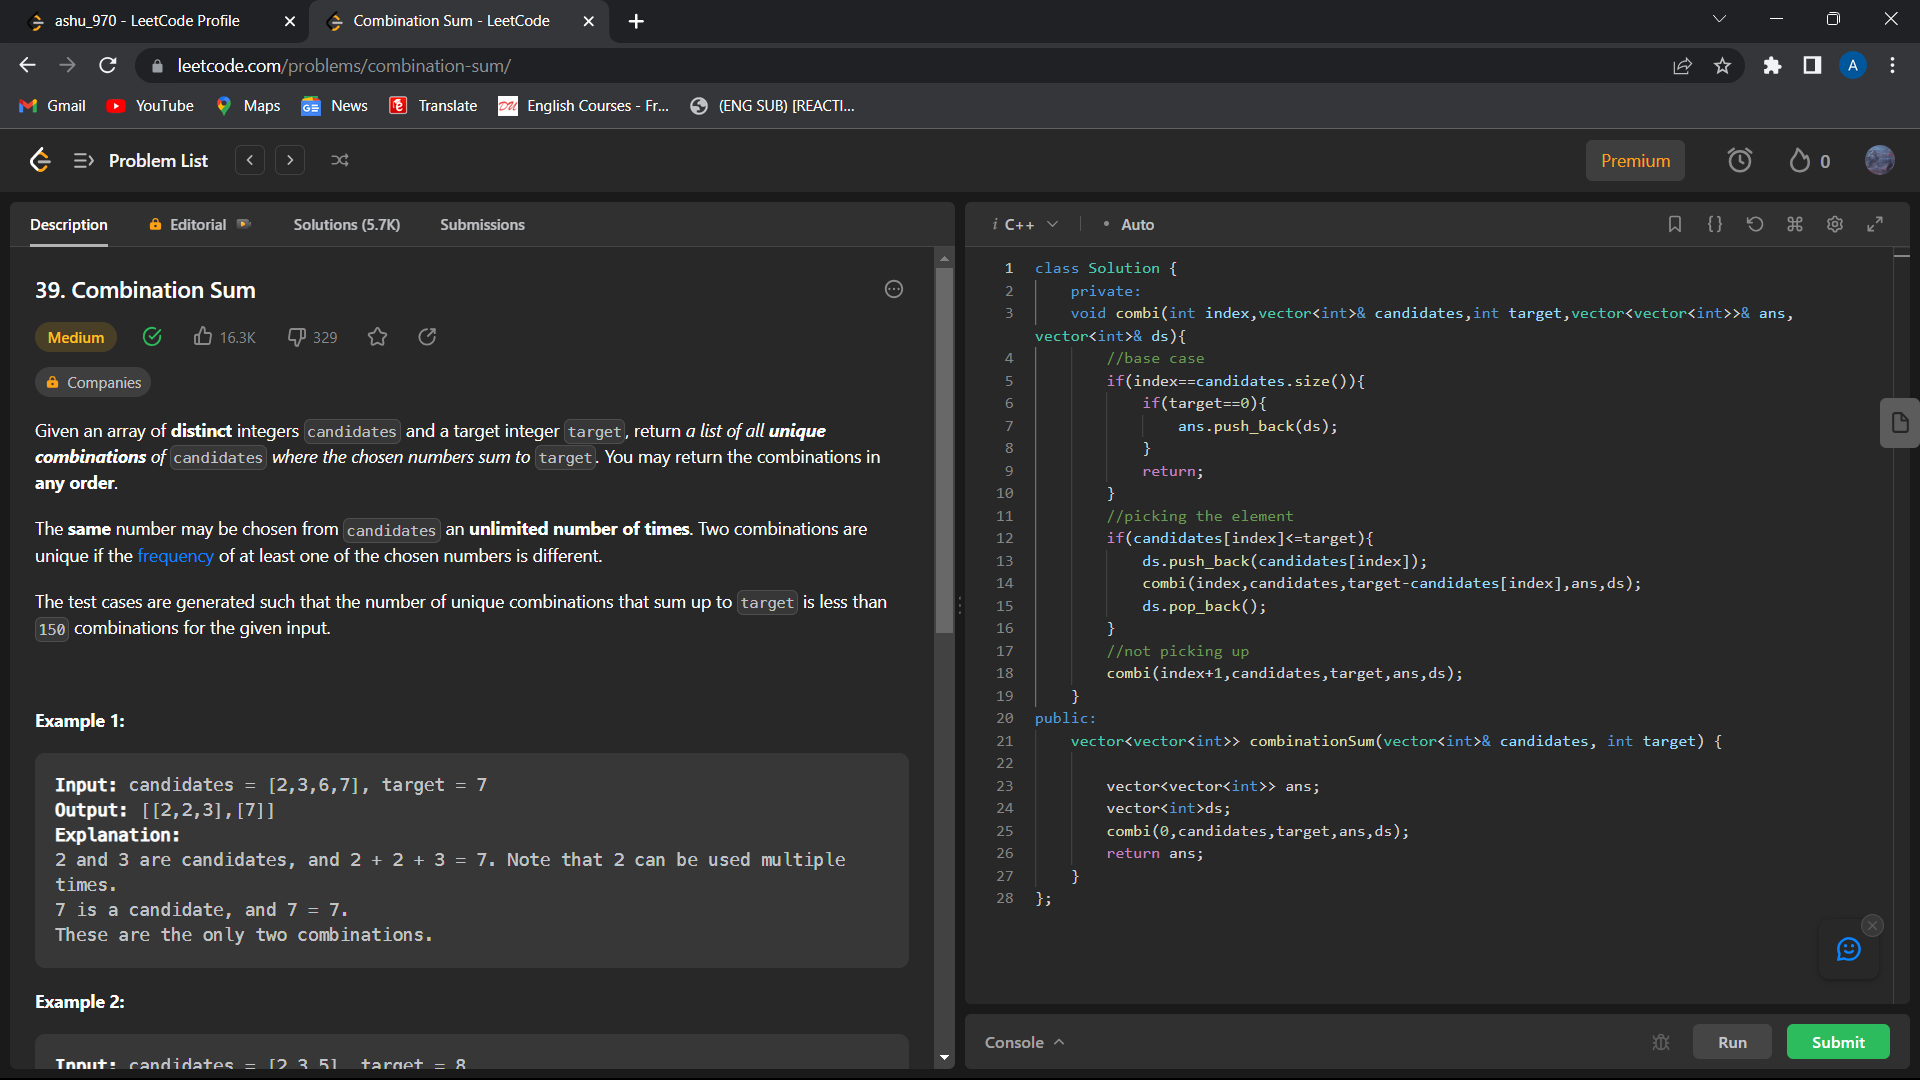 ashu_970 - LeetCode Profile
Combination Sum - LeetCode
leetcode.com/problems/combination-sum/
A
Gmail
YouTube
Maps
News
Translate
English Courses - Fr...
(ENG SUB) [REACTI...
Problem List
Premium
0
Description
Editorial
Solutions (5.7K)
Submissions
39. Combination Sum
Medium
16.3K
329
Companies
Given an array of distinct integers candidates and a target integer target, return a list of all unique
combinations of candidates where the chosen numbers sum to target. You may return the combinations in
any order.
The same number may be chosen from candidates an unlimited number of times. Two combinations are
unique if the frequency of at least one of the chosen numbers is different.
The test cases are generated such that the number of unique combinations that sum up to target is less than
150 combinations for the given input.
Example 1:
Input: candidates = [2,3,6,7], target = 7
Output: [[2,2,3],[7]]
Explanation:
2 and 3 are candidates, and 2 + 2 + 3 = 7. Note that 2 can be used multiple
times.
7 is a candidate, and 7 = 7.
These are the only two combinations.
Example 2:
Input: candidates = [2,3,5], target = 8
i C++
• Auto
1 class Solution {
2 private:
3 void combi(int index,vector<int>& candidates,int target,vector<vector<int>>& ans,
vector<int>& ds){
4 //base case
5 if(index==candidates.size()){
6 if(target==0){
7 ans.push_back(ds);
8 }
9 return;
10 }
11 //picking the element
12 if(candidates[index]<=target){
13 ds.push_back(candidates[index]);
14 combi(index,candidates,target-candidates[index],ans,ds);
15 ds.pop_back();
16 }
17 //not picking up
18 combi(index+1,candidates,target,ans,ds);
19 }
20 public:
21 vector<vector<int>> combinationSum(vector<int>& candidates, int target) {
22
23 vector<vector<int>> ans;
24 vector<int>ds;
25 combi(0,candidates,target,ans,ds);
26 return ans;
27 }
28 };
Console
Run
Submit